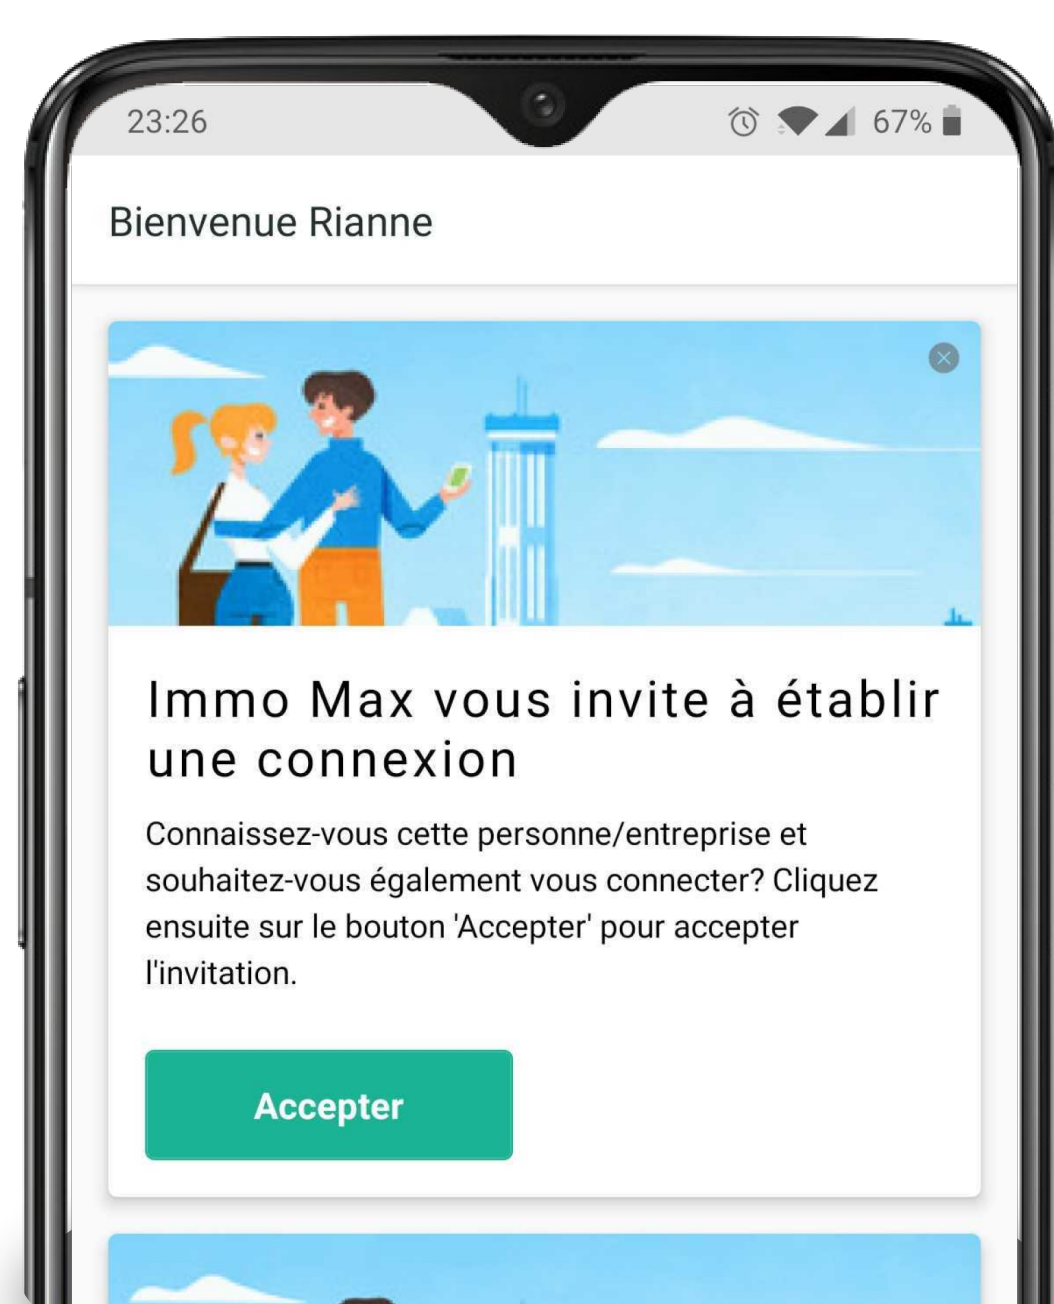 23:26
67%
Bienvenue Rianne
Immo Max vous invite à établir
une connexion
Connaissez-vous cette personne/entreprise et
souhaitez-vous également vous connecter? Cliquez
ensuite sur le bouton 'Accepter' pour accepter
l'invitation.
Accepter